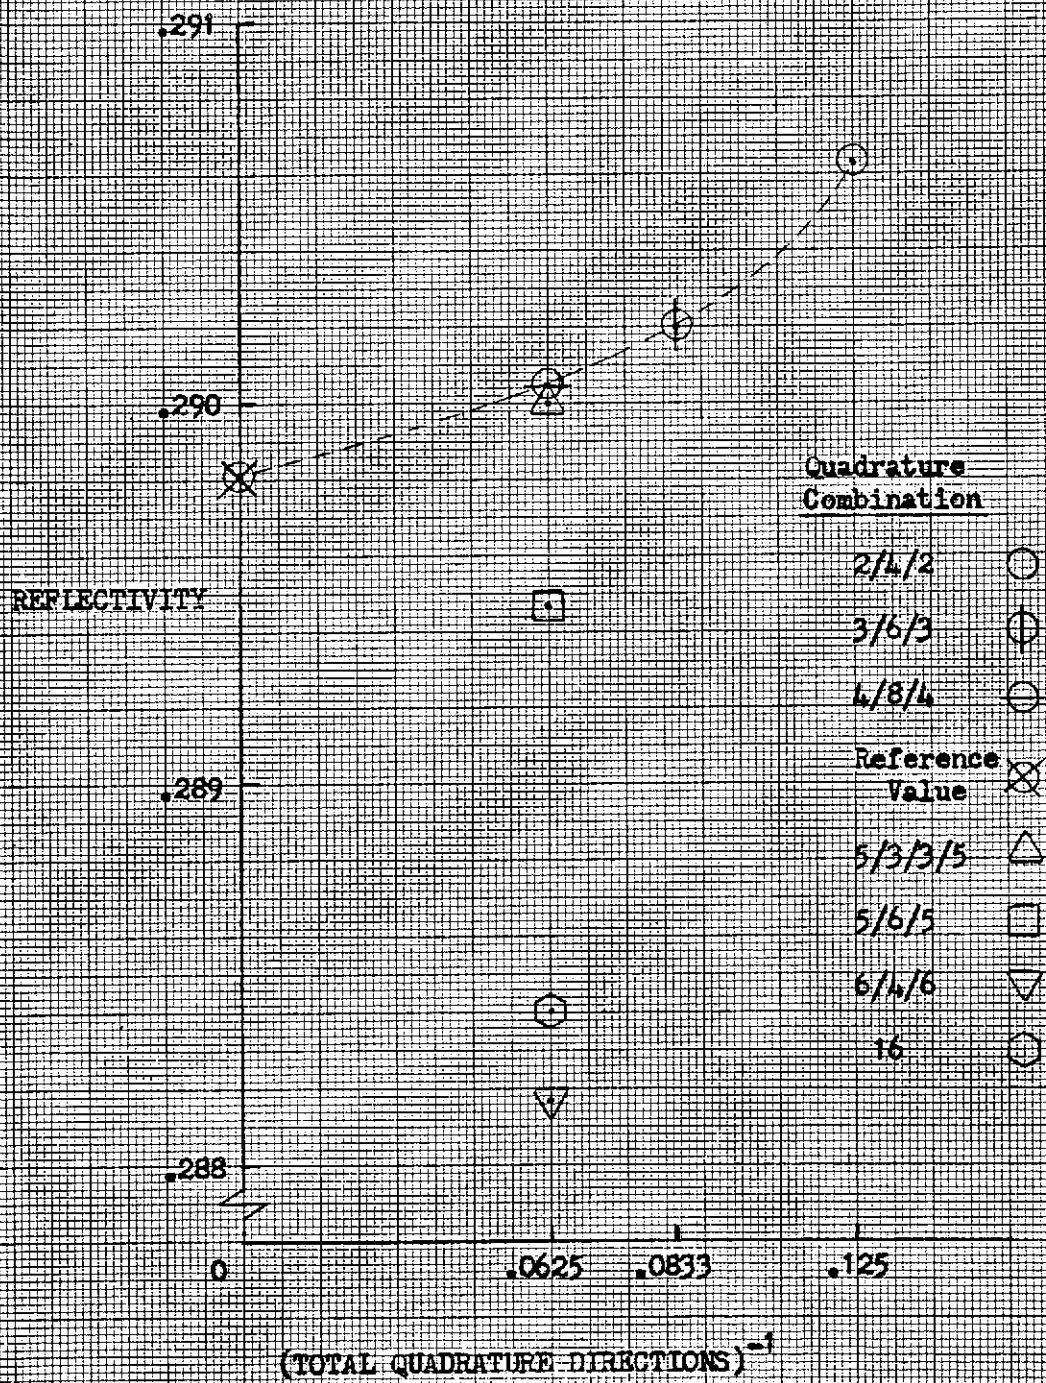 .291
.290
Quadrature
Combination
2/4/2
REFLECTIVITY
3/6/3
4/8/4
Reference
Value
.289
5/3/3/5
5/6/5
6/4/6
16
.288
0
.0625
.0833
.125
(TOTAL QUADRATURE DIRECTIONS)⁻¹